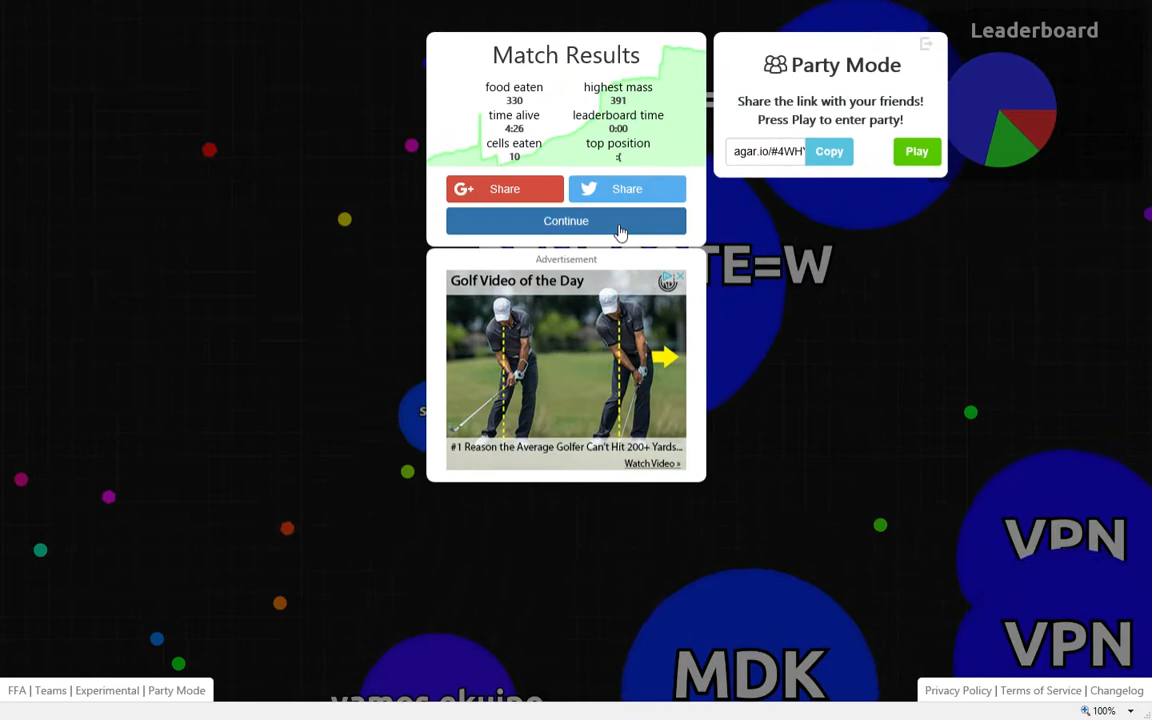 Leaderboard
Match Results
food eaten
330
highest mass
391
time alive
4:26
leaderboard time
0:00
cells eaten
10
top position
:(
Share
Share
Continue
Party Mode
Share the link with your friends!
Press Play to enter party!
agar.io/#4WHY
Copy
Play
TE=W
Advertisement
Golf Video of the Day
#1 Reason the Average Golfer Can't Hit 200+ Yards...
Watch Video »
VPN
VPN
MDK
FFA | Teams | Experimental | Party Mode
Privacy Policy | Terms of Service | Changelog
100%